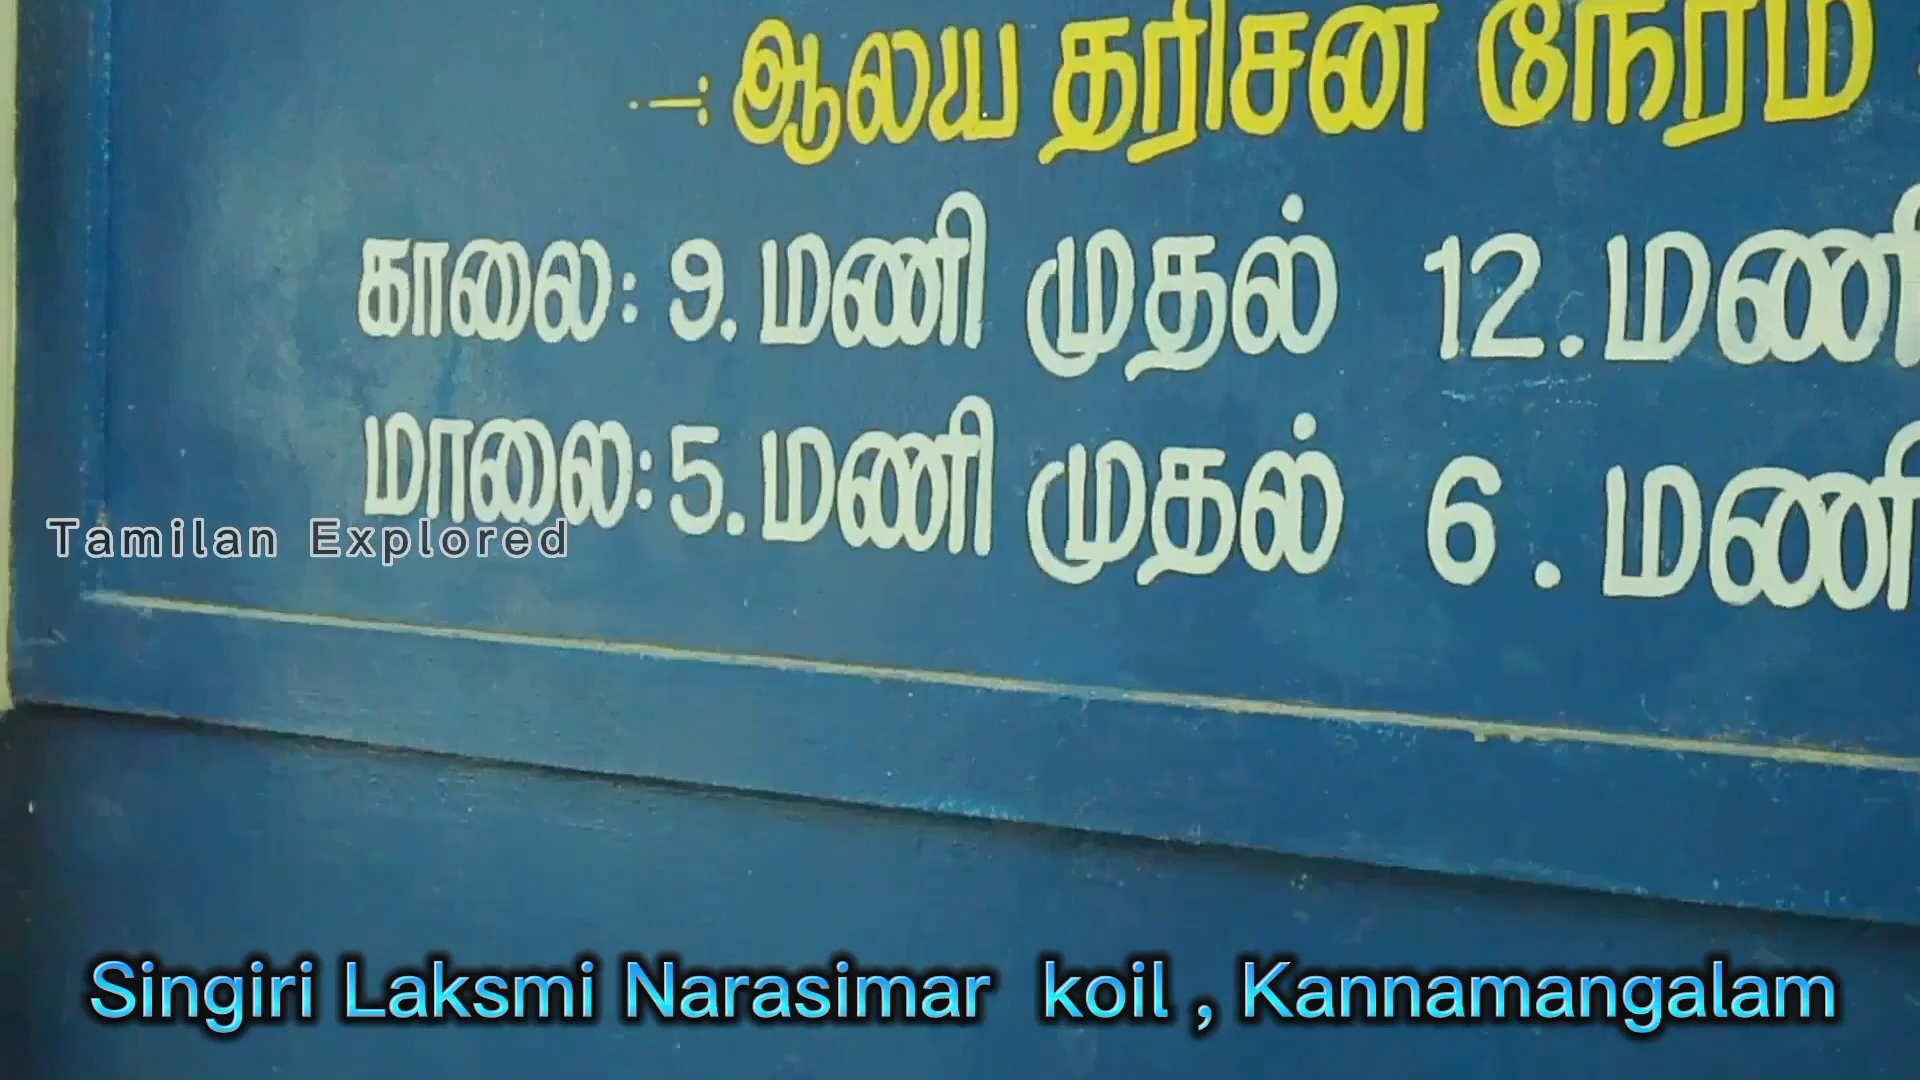 -: ஆலய தரிசன நேரம்
காலை: 9. மணி முதல் 12. மணி
மாலை: 5. மணி முதல் 6 . மணி
Tamilan Explored
Singiri Laksmi Narasimar koil , Kannamangalam